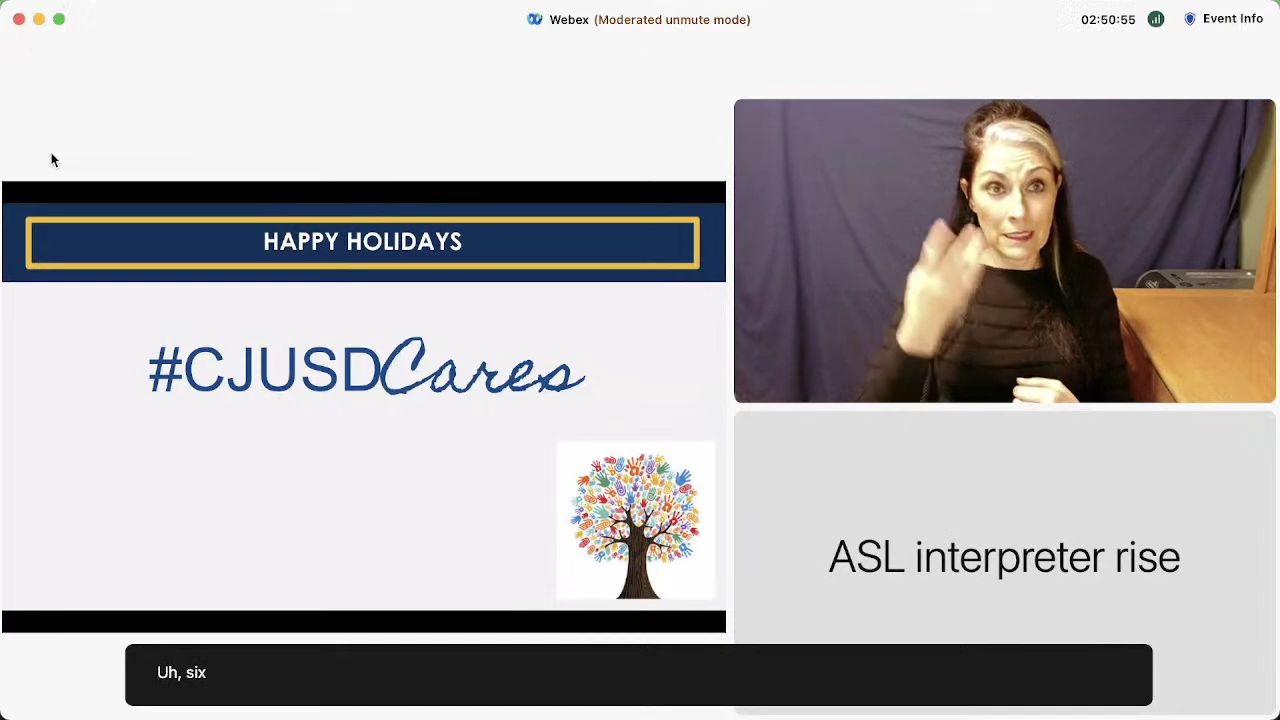 Webex (Moderated unmute mode)
02:50:55
Event Info
HAPPY HOLIDAYS
#CJUSDCares
ASL interpreter rise
Uh, six